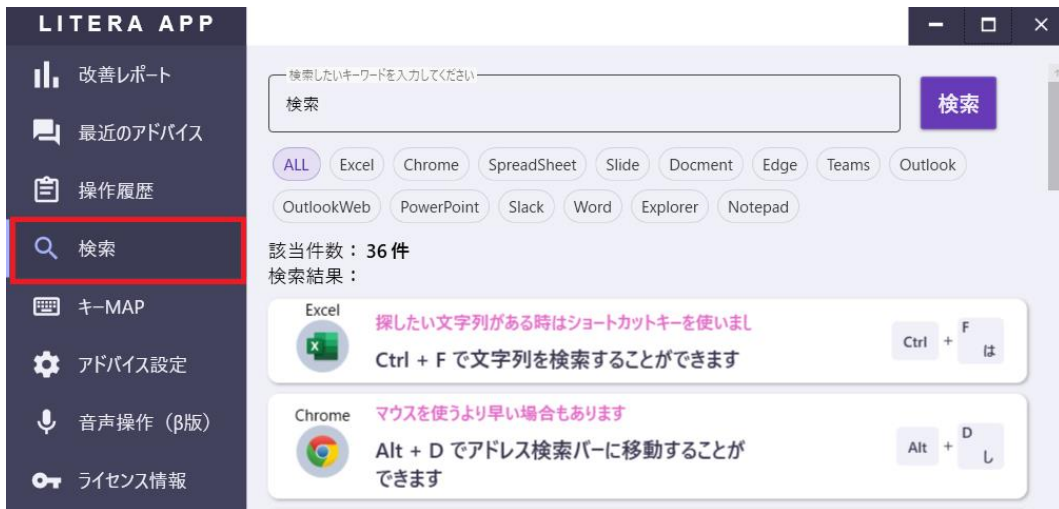 LITERA APP
改善レポート
最近のアドバイス
操作履歴
検索
キーMAP
アドバイス設定
音声操作（β版）
ライセンス情報
検索したいキーワードを入力してください
検索
検索
ALL Excel Chrome SpreadSheet Slide Docment Edge Teams Outlook
OutlookWeb PowerPoint Slack Word Explorer Notepad
該当件数：36件
検索結果：
Excel
探したい文字列がある時はショートカットキーを使いまし
Ctrl + F で文字列を検索することができます
Ctrl + F は
Chrome
マウスを使うより早い場合もあります
Alt + D でアドレス検索バーに移動することが
できます
Alt + D し